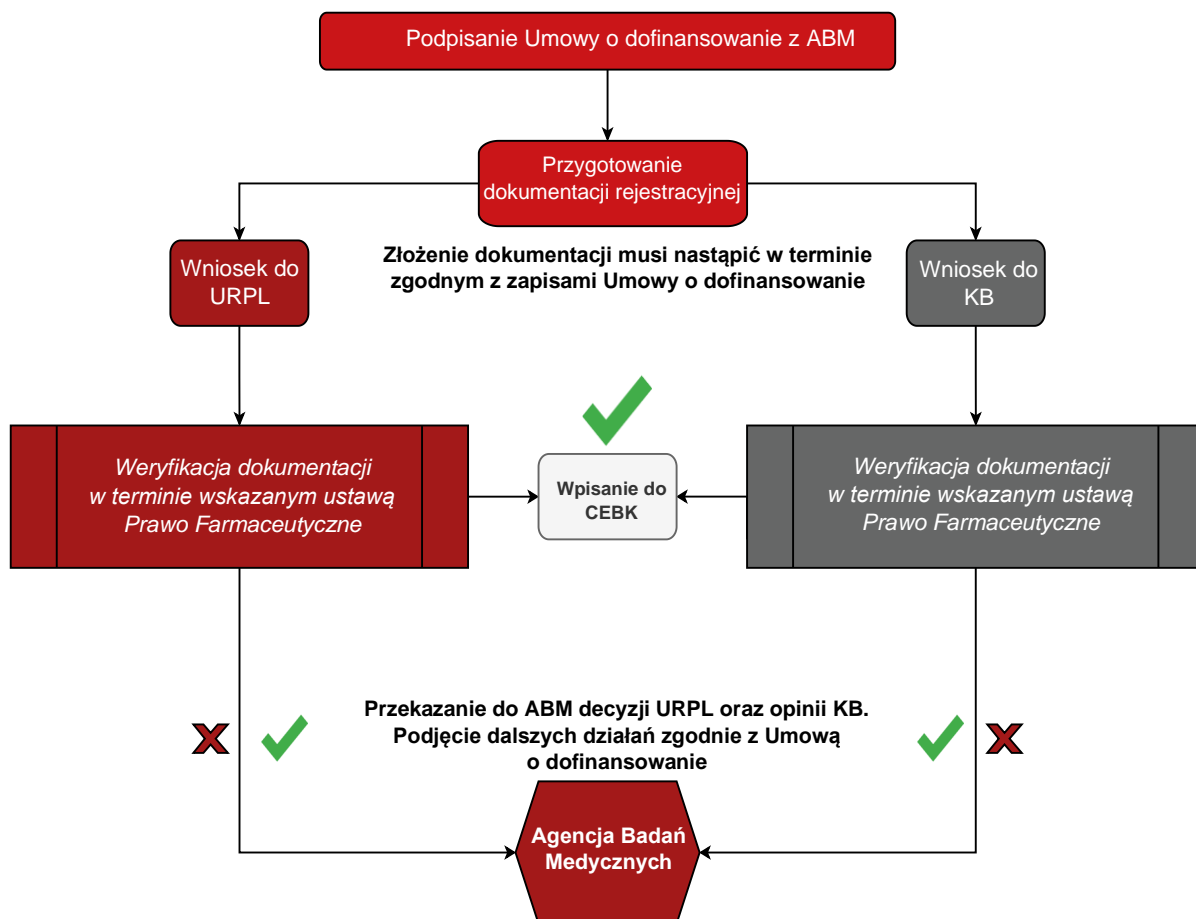 Podpisanie Umowy o dofinansowanie z ABM
Przygotowanie
dokumentacji rejestracyjnej
Wniosek do
URPL
Złożenie dokumentacji musi nastąpić w terminie
zgodnym z zapisami Umowy o dofinansowanie
Wniosek do
KB
Weryfikacja dokumentacji
w terminie wskazanym ustawą
Prawo Farmaceutyczne
Wpisanie do
CEBK
Weryfikacja dokumentacji
w terminie wskazanym ustawą
Prawo Farmaceutyczne
Przekazanie do ABM decyzji URPL oraz opinii KB.
Podjęcie dalszych działań zgodnie z Umową
o dofinansowanie
Agencja Badań
Medycznych